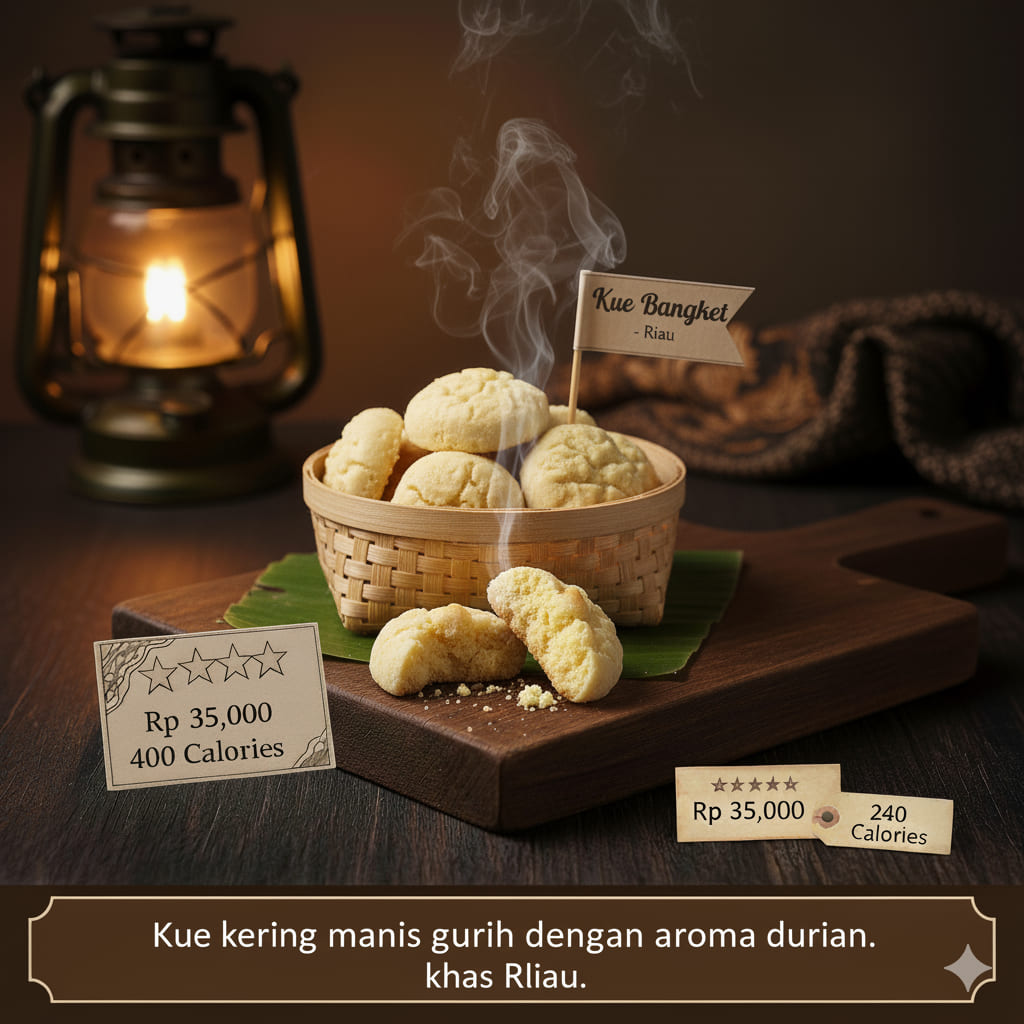 Kue Bangket
- Riau
Rp 35,000
400 Calories
Rp 35,000
240
Calories
Kue kering manis gurih dengan aroma durian.
khas Rliau.